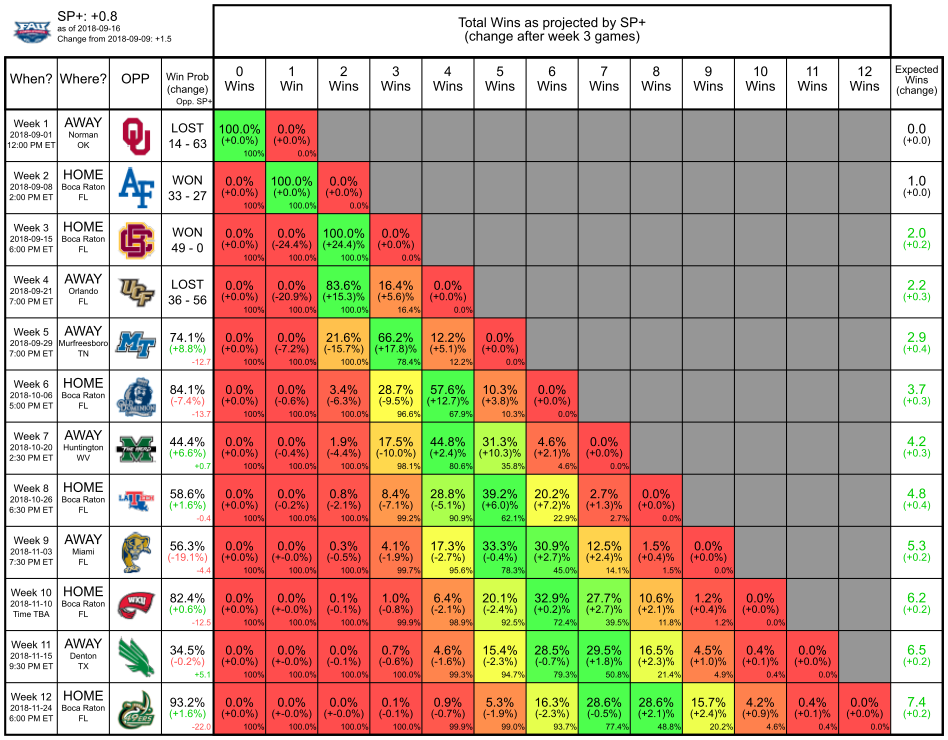 FAU
SP+: +0.8
as of 2018-09-16
Change from 2018-09-09: +1.5
Total Wins as projected by SP+
(change after week 3 games)
When? Where? OPP Win Prob (change) Opp. SP+ 0 Wins 1 Win 2 Wins 3 Wins 4 Wins 5 Wins 6 Wins 7 Wins 8 Wins 9 Wins 10 Wins 11 Wins 12 Wins Expected Wins (change)
Week 1 AWAY LOST 100.0% 0.0% 0.0
2018-09-01 Norman OU 14 - 63 (+0.0%) (+0.0%) (+0.0)
12:00 PM ET OK 100% 0.0%
Week 2 HOME WON 0.0% 100.0% 0.0% 1.0
2018-09-08 Boca Raton AF 33 - 27 (+0.0%) (+0.0%) (+0.0%) (+0.0)
2:00 PM ET FL 100% 100.0% 0.0%
Week 3 HOME WON 0.0% 0.0% 100.0% 0.0% 2.0
2018-09-15 Boca Raton BC 49 - 0 (+0.0%) (-24.4%) (+24.4%) (+0.0%) (+0.2)
6:00 PM ET FL 100% 100.0% 100.0% 0.0%
Week 4 AWAY LOST 0.0% 0.0% 83.6% 16.4% 0.0% 2.2
2018-09-21 Orlando UCF 36 - 56 (+0.0%) (-20.9%) (+15.3)% (+5.6)% (+0.0%) (+0.3)
7:00 PM ET FL 100% 100.0% 100.0% 16.4% 0.0%
Week 5 AWAY 74.1% 0.0% 0.0% 21.6% 66.2% 12.2% 0.0% 2.9
2018-09-29 Murfreesboro MT (+8.8%) (+0.0%) (-7.2%) (-15.7%) (+17.8)% (+5.1)% (+0.0%) (+0.4)
7:00 PM ET TN -12.7 100% 100.0% 100.0% 78.4% 12.2% 0.0%
Week 6 HOME 84.1% 0.0% 0.0% 3.4% 28.7% 57.6% 10.3% 0.0% 3.7
2018-10-06 Boca Raton OLD DOMINION (-7.4%) (+0.0%) (-0.6%) (-6.3%) (-9.5%) (+12.7)% (+3.8)% (+0.0%) (+0.3)
5:00 PM ET FL -13.7 100% 100.0% 100.0% 96.6% 67.9% 10.3% 0.0%
Week 7 AWAY 44.4% 0.0% 0.0% 1.9% 17.5% 44.8% 31.3% 4.6% 0.0% 4.2
2018-10-20 Huntington M THE HERD (+6.6%) (+0.0%) (-0.4%) (-4.4%) (-10.0%) (+2.4)% (+10.3)% (+2.1)% (+0.0%) (+0.3)
2:30 PM ET WV +0.7 100% 100.0% 100.0% 98.1% 80.6% 35.8% 4.6% 0.0%
Week 8 HOME 58.6% 0.0% 0.0% 0.8% 8.4% 28.8% 39.2% 20.2% 2.7% 0.0% 4.8
2018-10-26 Boca Raton LA TECH (+1.6%) (+0.0%) (-0.2%) (-2.1%) (-7.1%) (-5.1%) (+6.0)% (+7.2)% (+1.3)% (+0.0%) (+0.4)
6:30 PM ET FL -0.4 100% 100.0% 100.0% 99.2% 90.9% 62.1% 22.9% 2.7% 0.0%
Week 9 AWAY 56.3% 0.0% 0.0% 0.3% 4.1% 17.3% 33.3% 30.9% 12.5% 1.5% 0.0% 5.3
2018-11-03 Miami (-19.1%) (+0.0%) (+-0.0%) (-0.5%) (-1.9%) (-2.7%) (-0.4%) (+2.7)% (+2.4)% (+0.4)% (+0.0%) (+0.2)
7:30 PM ET FL -4.4 100% 100.0% 100.0% 99.7% 95.6% 78.3% 45.0% 14.1% 1.5% 0.0%
Week 10 HOME 82.4% 0.0% 0.0% 0.1% 1.0% 6.4% 20.1% 32.9% 27.7% 10.6% 1.2% 0.0% 6.2
2018-11-10 Boca Raton WKU (+0.6%) (+0.0%) (+-0.0%) (-0.1%) (-0.8%) (-2.1%) (-2.4%) (+0.2)% (+2.7)% (+2.1)% (+0.4)% (+0.0%) (+0.2)
Time TBA FL -12.5 100% 100.0% 100.0% 99.9% 98.9% 92.5% 72.4% 39.5% 11.8% 1.2% 0.0%
Week 11 AWAY 34.5% 0.0% 0.0% 0.1% 0.7% 4.6% 15.4% 28.5% 29.5% 16.5% 4.5% 0.4% 0.0% 6.5
2018-11-15 Denton (-0.2%) (+0.0%) (+-0.0%) (-0.1%) (-0.6%) (-1.6%) (-2.3%) (-0.7%) (+1.8)% (+2.3)% (+1.0)% (+0.1)% (+0.0%) (+0.2)
9:30 PM ET TX +5.1 100% 100.0% 100.0% 99.9% 99.3% 94.7% 79.3% 50.8% 21.4% 4.9% 0.4% 0.0%
Week 12 HOME 93.2% 0.0% 0.0% 0.0% 0.1% 0.9% 5.3% 16.3% 28.6% 28.6% 15.7% 4.2% 0.4% 0.0% 7.4
2018-11-24 Boca Raton 49ERS (+1.6%) (+0.0%) (+-0.0%) (-0.0%) (-0.1%) (-0.7%) (-1.9%) (-2.3%) (-0.5%) (+2.1)% (+2.4)% (+0.9)% (+0.1)% (+0.0%) (+0.2)
6:00 PM ET FL -22.0 100% 100.0% 100.0% 100.0% 99.9% 99.0% 93.7% 77.4% 48.8% 20.2% 4.6% 0.4% 0.0%